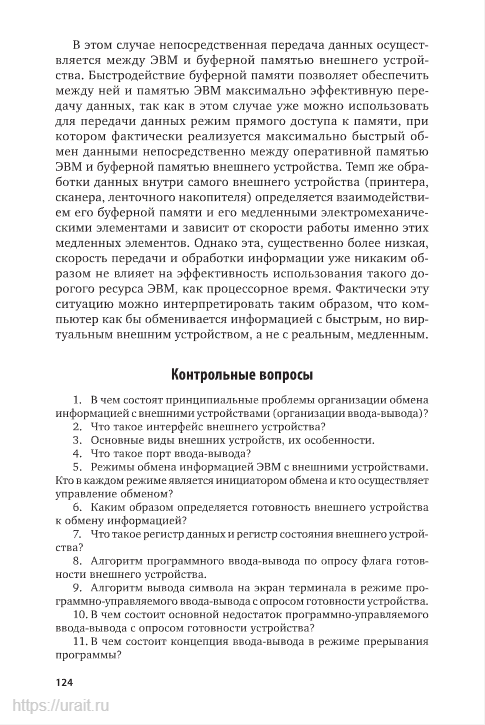 В этом случае непосредственная передача данных осущест-
вляется между ЭВМ и буферной памятью внешнего устрой-
ства. Быстродействие буферной памяти позволяет обеспечить
между ней и памятью ЭВМ максимально эффективную пере-
дачу данных, так как в этом случае уже можно использовать
для передачи данных режим прямого доступа к памяти, при
котором фактически реализуется максимально быстрый об-
мен данными непосредственно между оперативной памятью
ЭВМ и буферной памятью внешнего устройства. Темп же обра-
ботки данных внутри самого внешнего устройства (принтера,
сканера, ленточного накопителя) определяется взаимодействи-
ем его буферной памяти и его медленными электромеханиче-
скими элементами и зависит от скорости работы именно этих
медленных элементов. Однако эта, существенно более низкая,
скорость передачи и обработки информации уже никаким об-
разом не влияет на эффективность использования такого до-
рогого ресурса ЭВМ, как процессорное время. Фактически эту
ситуацию можно интерпретировать таким образом, что ком-
пьютер как бы обменивается информацией с быстрым, но вир-
туальным внешним устройством, а не с реальным, медленным.
Контрольные вопросы
1. В чем состоят принципиальные проблемы организации обмена
информацией с внешними устройствами (организации ввода-вывода)?
2. Что такое интерфейс внешнего устройства?
3. Основные виды внешних устройств, их особенности.
4. Что такое порт ввода-вывода?
5. Режимы обмена информацией ЭВМ с внешними устройствами.
Кто в каждом режиме является инициатором обмена и кто осуществляет
управление обменом?
6. Каким образом определяется готовность внешнего устройства
к обмену информацией?
7. Что такое регистр данных и регистр состояния внешнего устрой-
ства?
8. Алгоритм программного ввода-вывода по опросу флага готов-
ности внешнего устройства.
9. Алгоритм вывода символа на экран терминала в режиме про-
граммно-управляемого ввода-вывода с опросом готовности устройства.
10. В чем состоит основной недостаток программно-управляемого
ввода-вывода с опросом готовности устройства?
11. В чем состоит концепция ввода-вывода в режиме прерывания
программы?
124
https://urait.ru